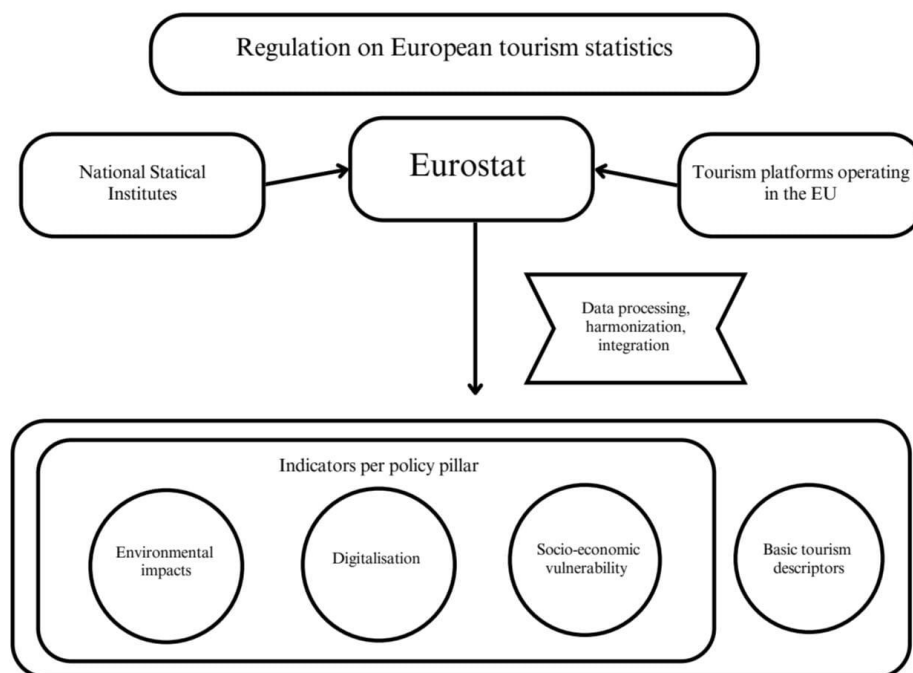 Regulation on European tourism statistics
National Statical
Institutes
Eurostat
Tourism platforms operating
in the EU
Data processing,
harmonization,
integration
Indicators per policy pillar
Environmental
impacts
Digitalisation
Socio-economic
vulnerability
Basic tourism
descriptors